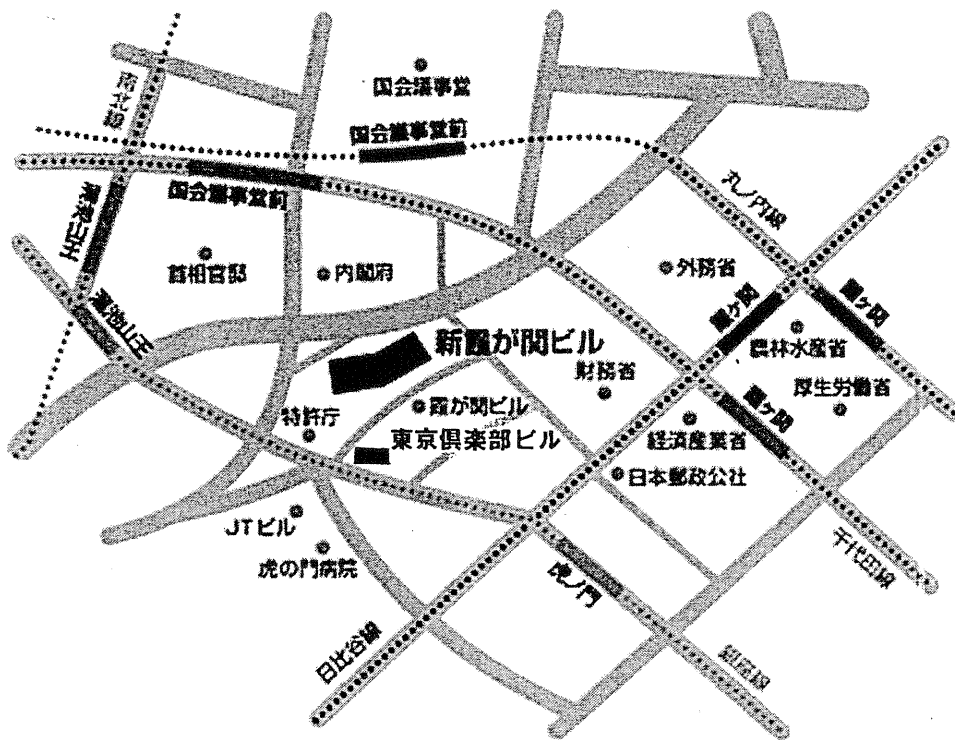 国会議事堂
国会議事堂前
南北線
国会議事堂前
丸ノ内線
溜池山王
首相官邸
内閣府
外務省
霞ヶ関
霞ヶ関
溜池山王
新霞が関ビル
農林水産省
財務省
厚生労働省
霞が関ビル
霞ヶ関
特許庁
経済産業省
東京倶楽部ビル
日本郵政公社
JTビル
虎の門病院
虎ノ門
千代田線
日比谷線
銀座線